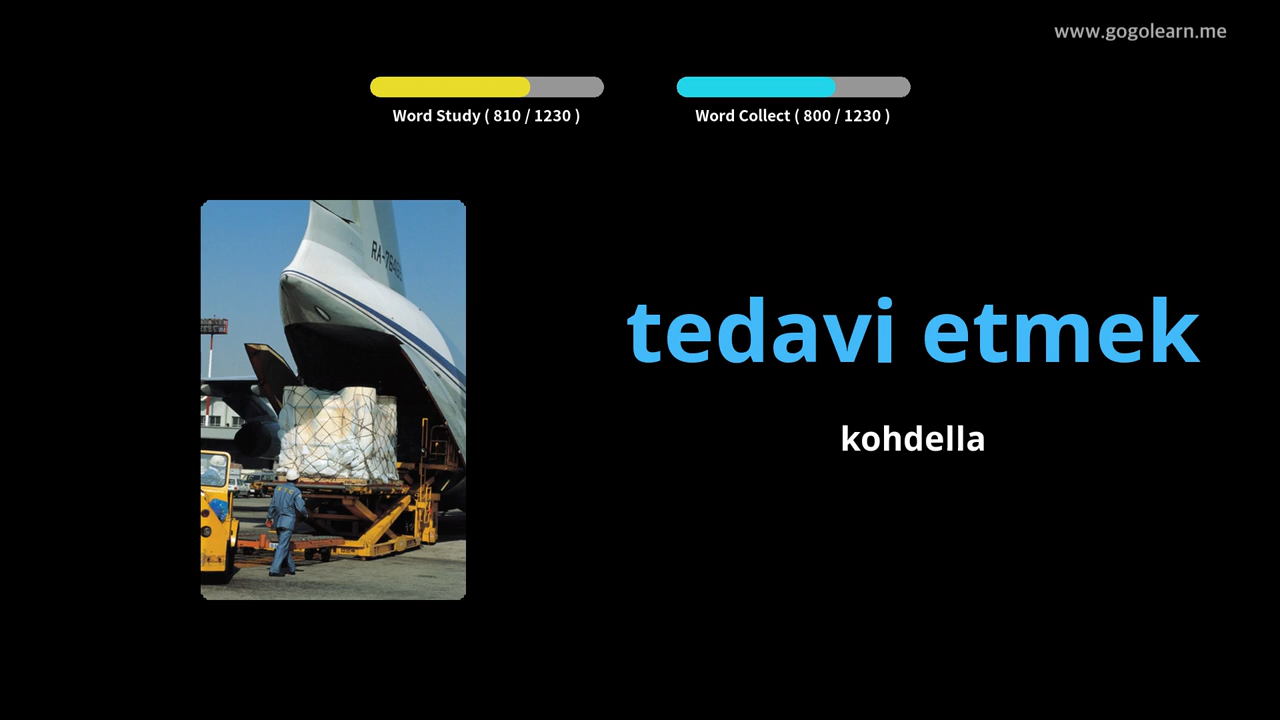 www.gogolearn.me
Word Study ( 810 / 1230 )
Word Collect ( 800 / 1230 )
tedavi etmek
kohdella